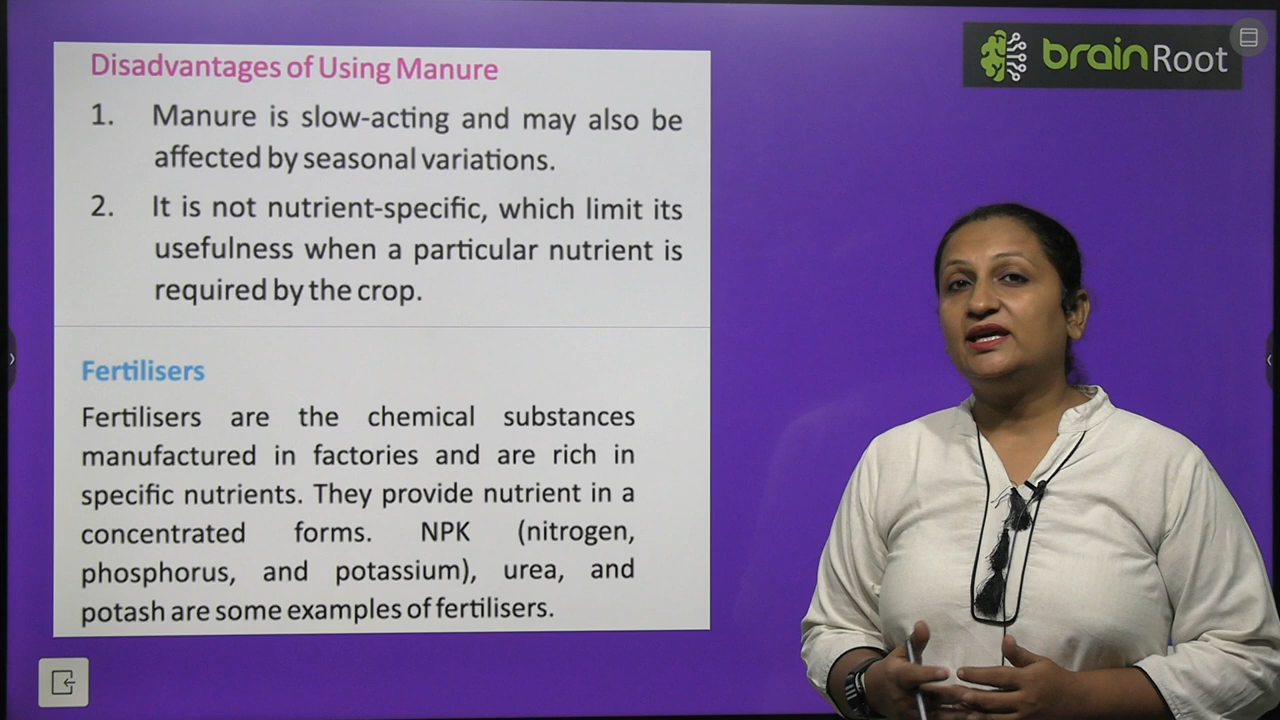 Disadvantages of Using Manure
1. Manure is slow-acting and may also be
affected by seasonal variations.
2. It is not nutrient-specific, which limit its
usefulness when a particular nutrient is
required by the crop.
Fertilisers
Fertilisers are the chemical substances
manufactured in factories and are rich in
specific nutrients. They provide nutrient in a
concentrated forms. NPK (nitrogen,
phosphorus, and potassium), urea, and
potash are some examples of fertilisers.
brainRoot